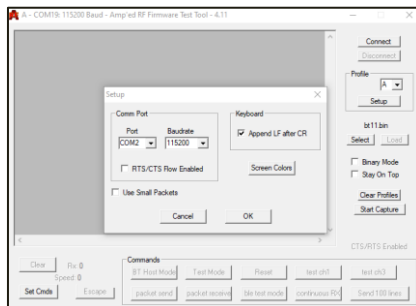 A - COM19: 115200 Baud - Amp'ed RF Firmware Test Tool - 4.11
Connect
Disconnect
Profile
A
Setup
bt11.bin
Select Load
Binary Mode
Stay On Top
Clear Profiles
Start Capture
CTS/RTS Enabled
Setup
Comm Port
Port Baudrate
COM2 115200
RTS/CTS Flow Enabled
Use Small Packets
Keyboard
Append LF after CR
Screen Colors
Cancel OK
Clear Rx: 0
Speed: 0
Set Cmds Escape
Commands
BT Host Mode Test Mode Reset test ch1 test ch3
packet send packet receive ble test mode continuous RX Send 100 lines